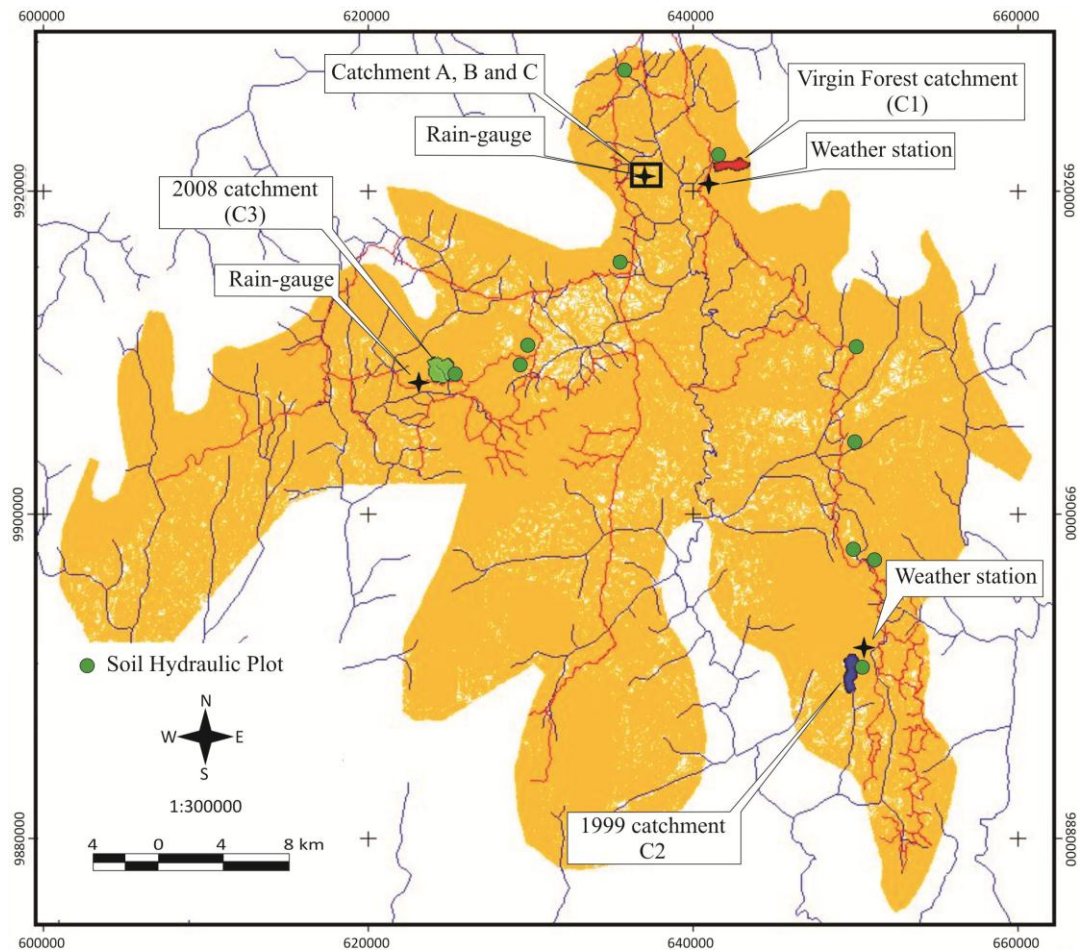 600000
620000
640000
660000
Catchment A, B and C
Virgin Forest catchment
(C1)
Rain-gauge
Weather station
2008 catchment
(C3)
Rain-gauge
9920000
9920000
9900000
9900000
Weather station
Soil Hydraulic Plot
N
W
E
S
1:300000
4
0
4
8 km
1999 catchment
C2
9880000
9880000
600000
620000
640000
660000